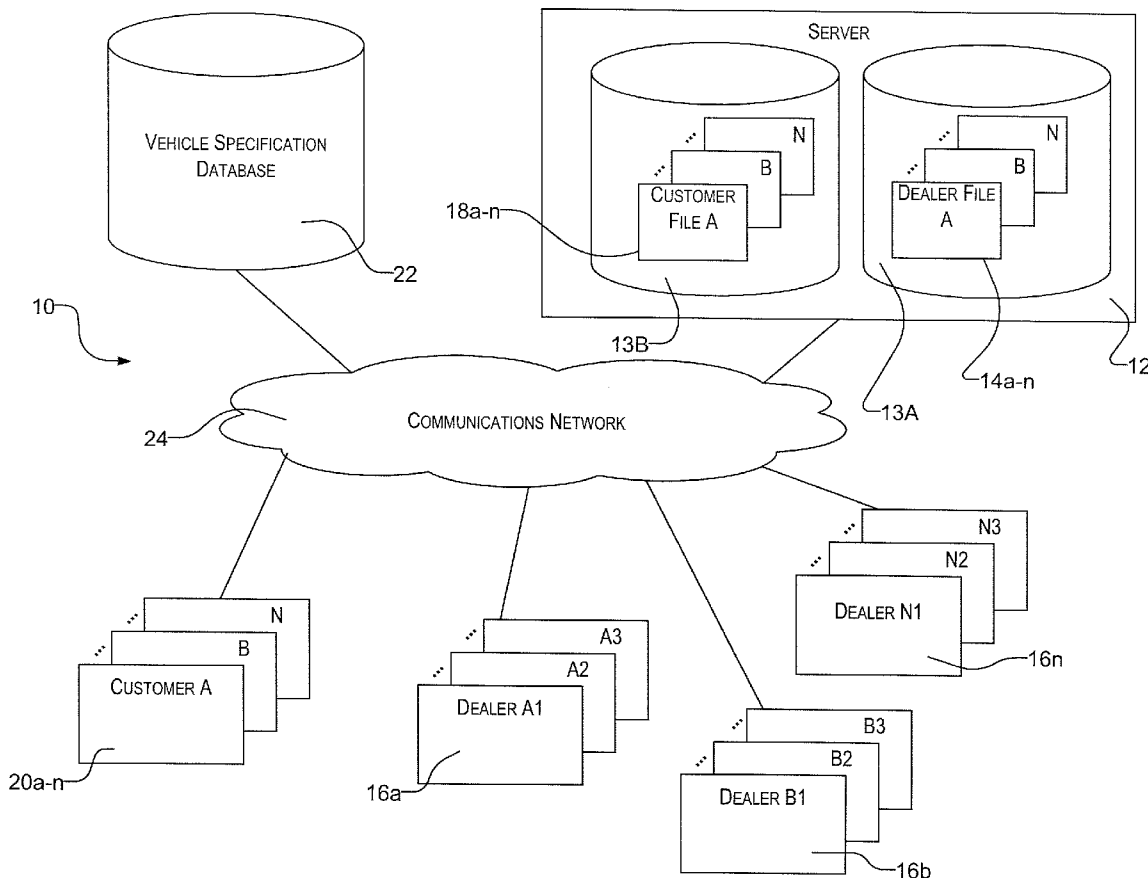 SERVER
VEHICLE SPECIFICATION
DATABASE
N
B
CUSTOMER
FILE A
N
B
DEALER FILE
A
18a-n
22
10
13B
13A
14a-n
12
COMMUNICATIONS NETWORK
24
N
B
CUSTOMER A
20a-n
A3
A2
DEALER A1
16a
N3
N2
DEALER N1
16n
B3
B2
DEALER B1
16b